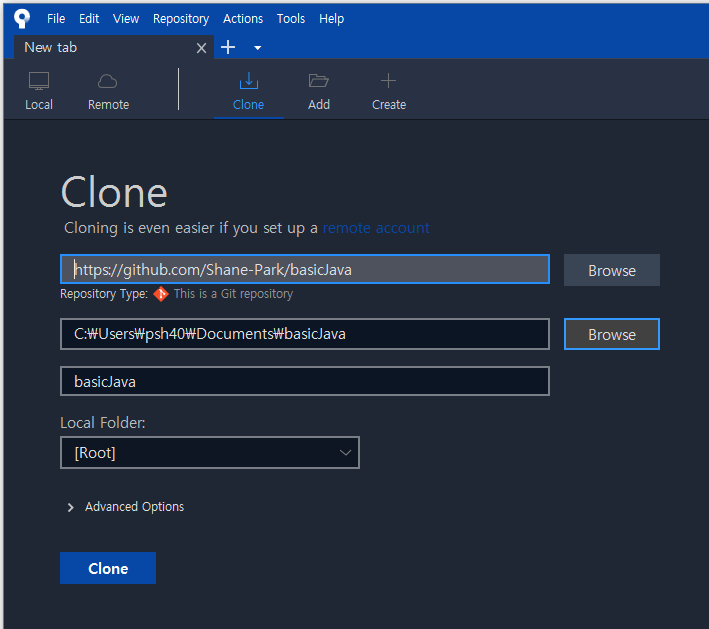 File Edit View Repository Actions Tools Help
New tab
Local Remote Clone Add Create
Clone
Cloning is even easier if you set up a remote account
https://github.com/Shane-Park/basicJava Browse
Repository Type: This is a Git repository
C:₩Users₩psh40₩Documents₩basicJava Browse
basicJava
Local Folder:
[Root]
Advanced Options
Clone